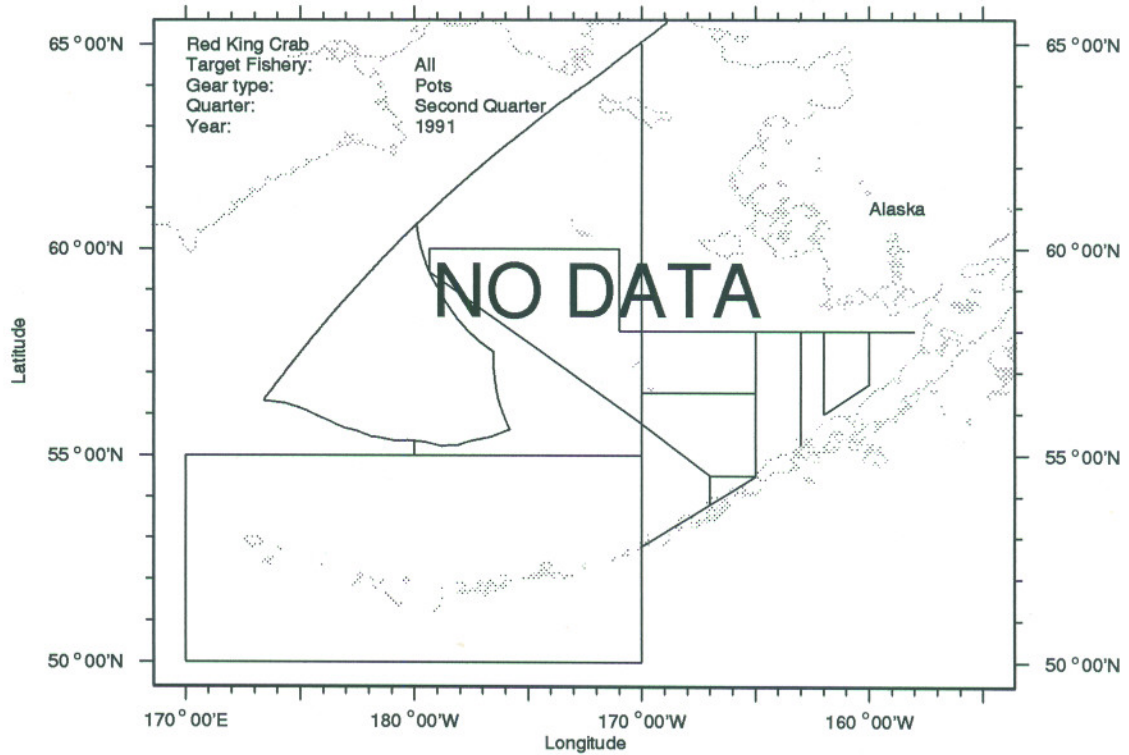 65°00'N
65°00'N
Red King Crab
Target Fishery: All
Gear type: Pots
Quarter: Second Quarter
Year: 1991
Alaska
60°00'N
60°00'N
NO DATA
Latitude
55°00'N
55°00'N
50°00'N
50°00'N
170°00'E
180°00'W
170°00'W
160°00'W
Longitude